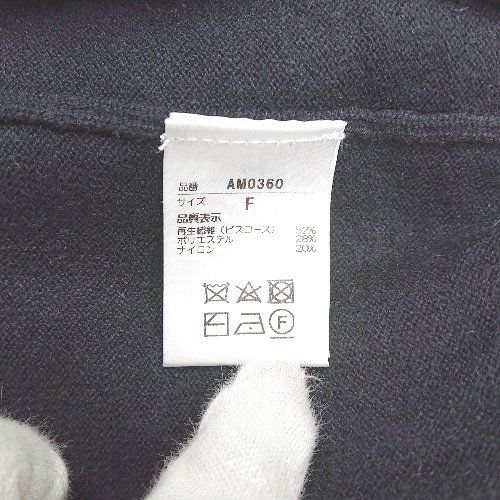 品番 AM0360
サイズ F
品質表示
再生繊維(ビスコース) 52%
ポリエステル 28%
ナイロン 20%
F